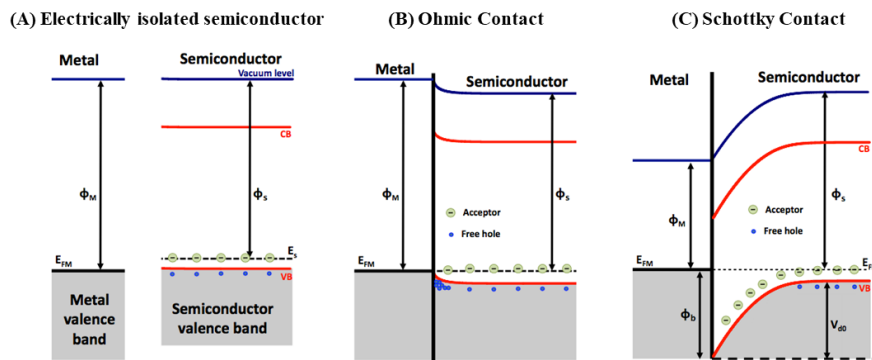 (A) Electrically isolated semiconductor
(B) Ohmic Contact
(C) Schottky Contact
Metal
Semiconductor
Vacuum level
CB
ϕM
ϕS
EFM
Es
VB
Metal
valence
band
Semiconductor
valence band
Metal
Semiconductor
CB
ϕM
ϕS
Acceptor
Free hole
EFM
VB
Metal
Semiconductor
CB
ϕS
ϕM
Acceptor
Free hole
EFM
EF
VB
ϕb
Vd0